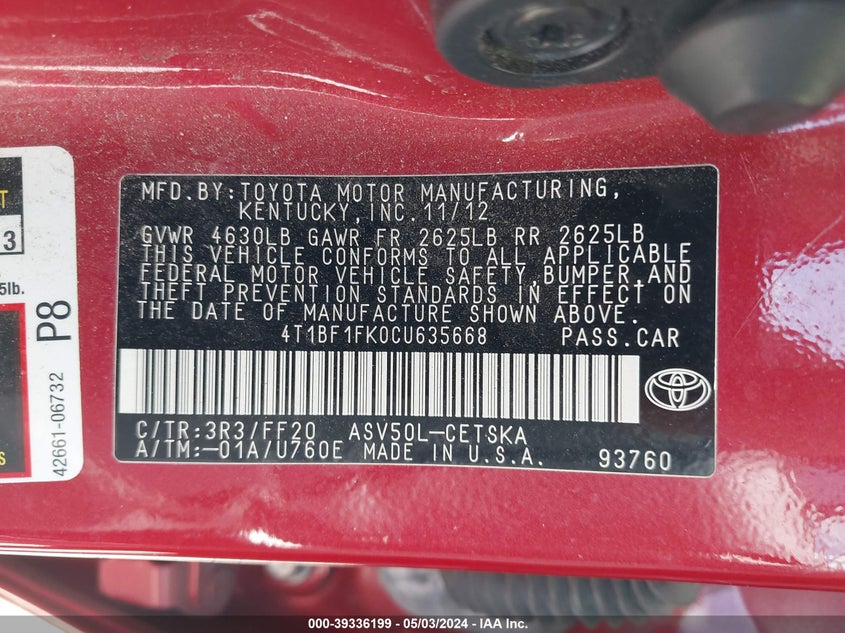 T
3
5lb.
P8
42661-06732
S
MFD.BY:TOYOTA MOTOR MANUFACTURING,
KENTUCKY,INC.11/12
GVWR 4630LB GAWR FR 2625LB RR 2625LB
THIS VEHICLE CONFORMS TO ALL APPLICABLE
FEDERAL MOTOR VEHICLE SAFETY,BUMPER,AND
THEFT PREVENTION STANDARDS IN EFFECT ON
THE DATE OF MANUFACTURE SHOWN ABOVE.
4T1BF1FK0CU635668 PASS.CAR
C/TR:3R3/FF20 ASV50L-CETSKA
A/TM:-01A/U760E MADE IN U.S.A. 93760
000-39336199 - 05/03/2024 - IAA Inc.